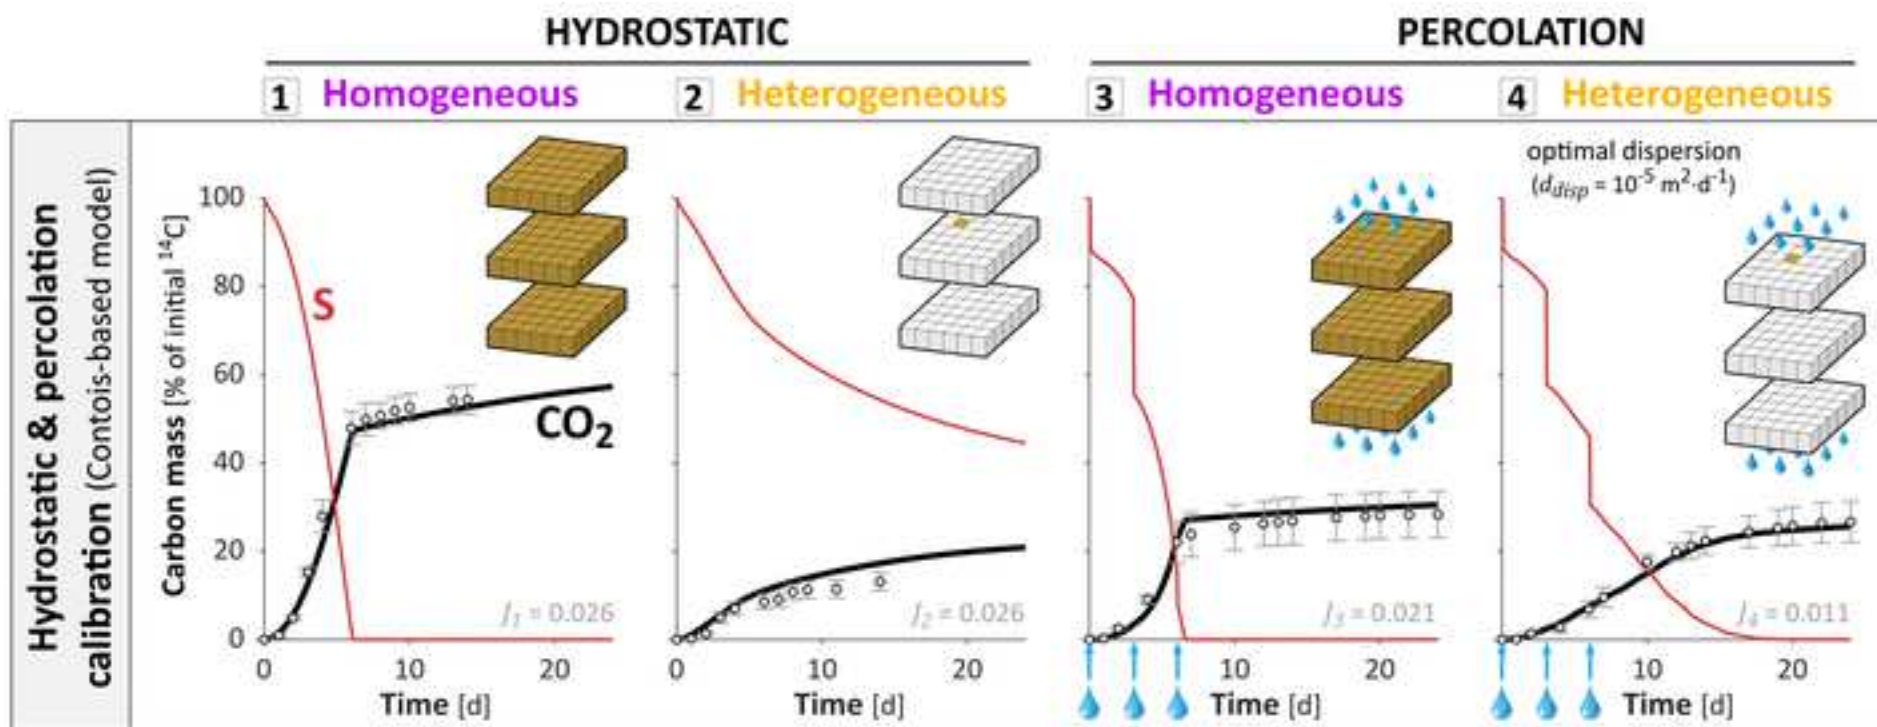 HYDROSTATIC
PERCOLATION
1 Homogeneous
2 Heterogeneous
3 Homogeneous
4 Heterogeneous
Hydrostatic & percolation
calibration (Contois-based model)
Carbon mass [% of initial ¹⁴C]
100
80
60
40
20
0
S
CO₂
J₁ = 0.026
0 10 20
Time [d]
J₂ = 0.026
0 10 20
Time [d]
J₃ = 0.021
10 20
Time [d]
optimal dispersion
(d_disp = 10⁻⁵ m²·d⁻¹)
J₄ = 0.011
10 20
Time [d]